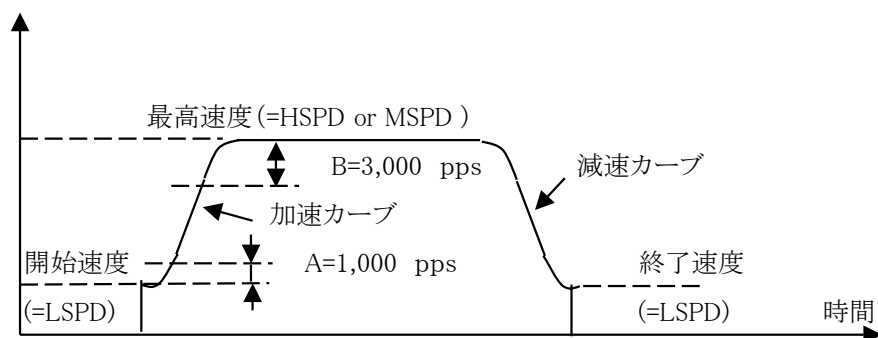 最高速度(=HSPD or MSPD )
B=3,000 pps
減速カーブ
加速カーブ
開始速度
A=1,000 pps
終了速度
(=LSPD)
(=LSPD)
時間